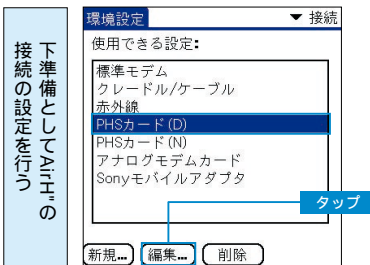 下準備としてAirH"の
接続の設定を行う
環境設定
▼ 接続
使用できる設定:
標準モデム
クレードル/ケーブル
赤外線
PHSカード(D)
PHSカード(N)
アナログモデムカード
Sonyモバイルアダプタ
タップ
新規...
編集...
削除